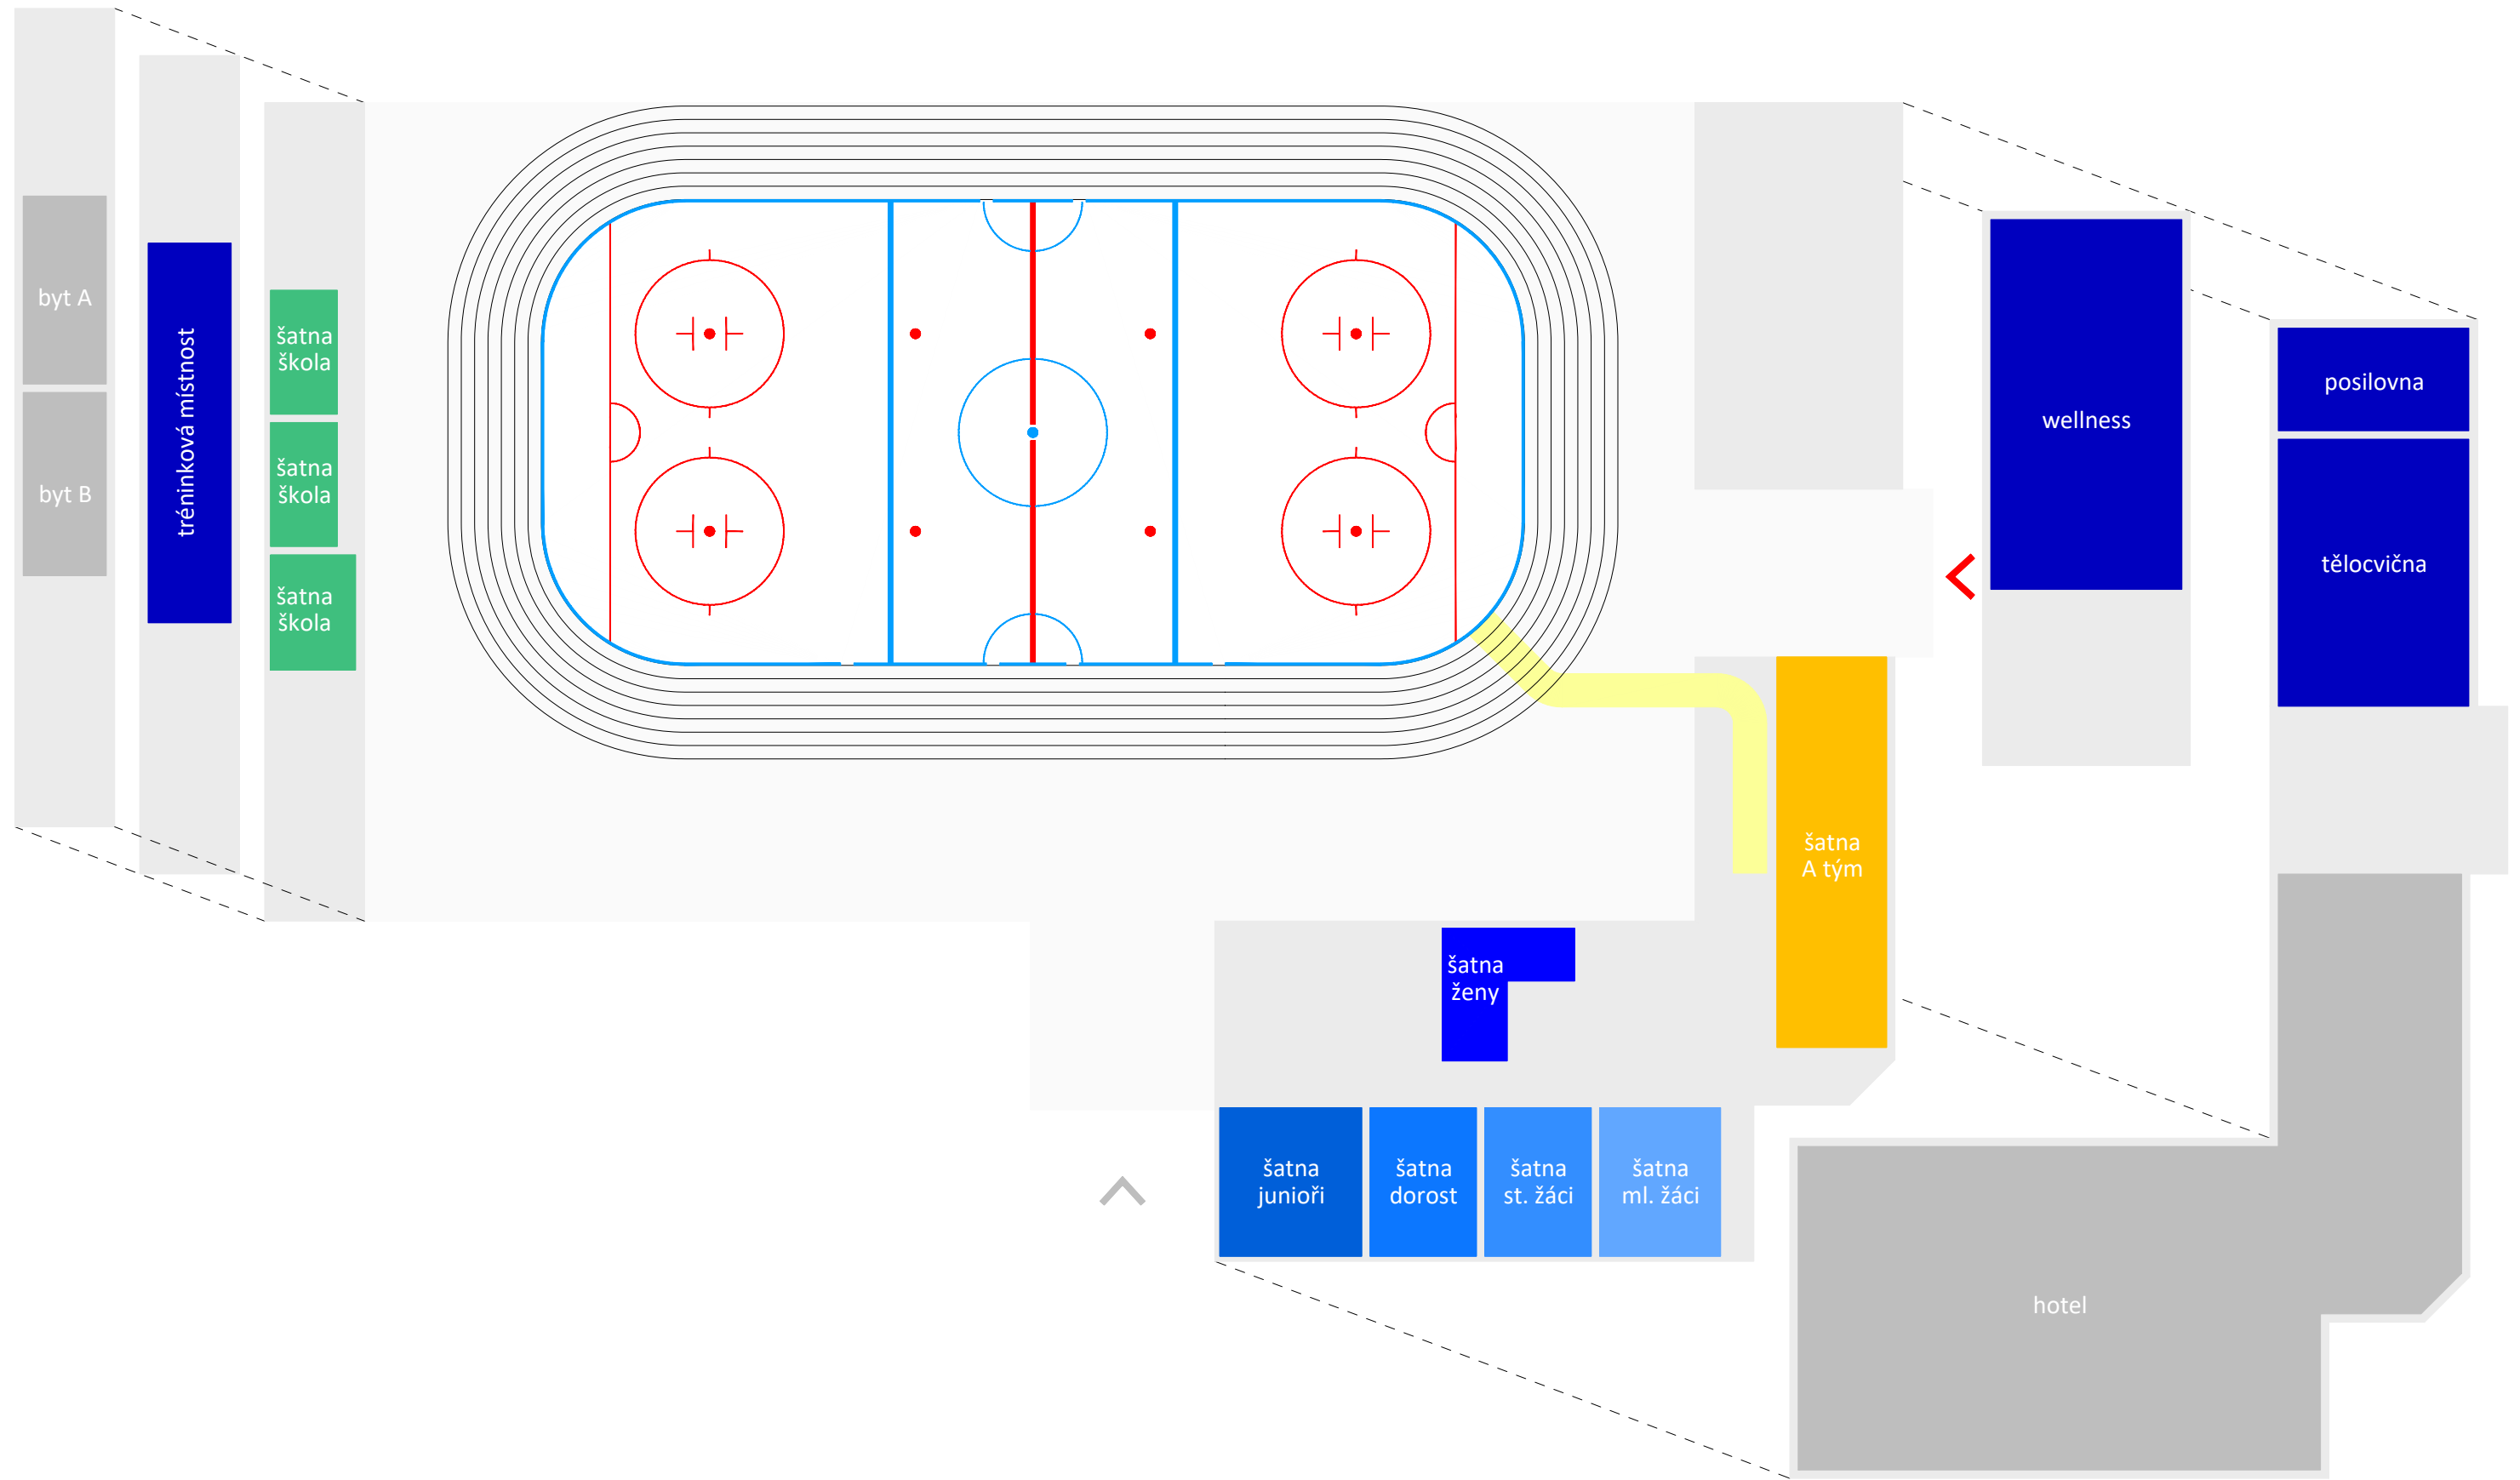 byt A
byt B
tréninková místnost
šatna
škola
šatna
škola
šatna
škola
wellness
posilovna
tělocvična
šatna
A tým
šatna
ženy
šatna
junioři
šatna
dorost
šatna
st. žáci
šatna
ml. žáci
hotel